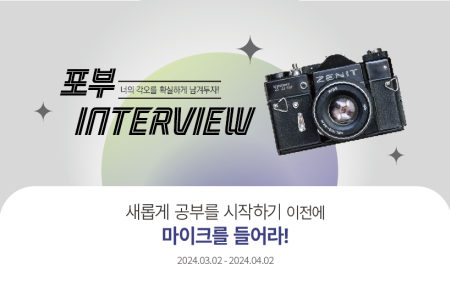 포부
너의 각오를 확실하게 남겨두자!
INTERVIEW
ZENIT
새롭게 공부를 시작하기 이전에
마이크를 들어라!
2024.03.02 - 2024.04.02